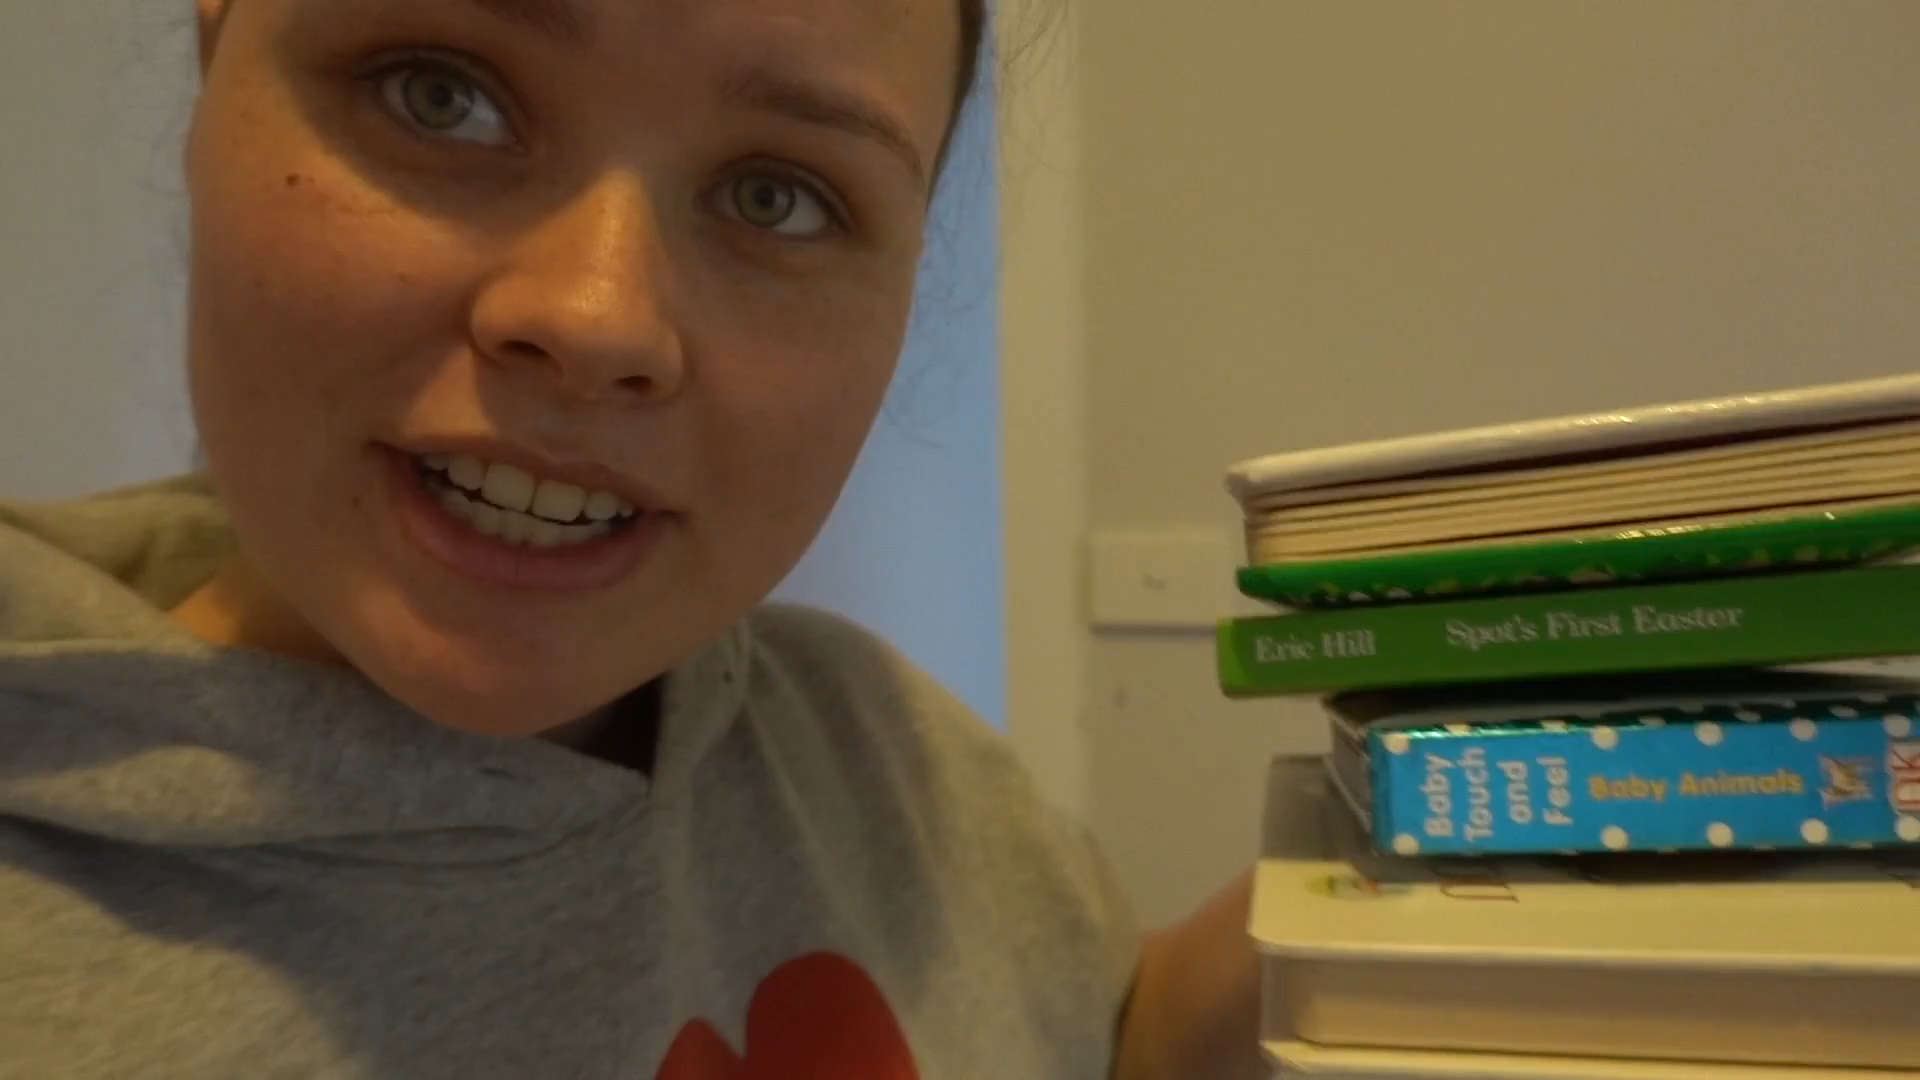 Eric Hill Spot's First Easter
Baby
Touch
and
Feel
Baby Animals
DK